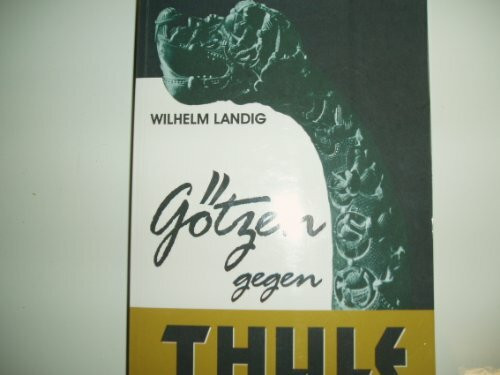 WILHELM LANDIG
Götzen
gegen
THULE